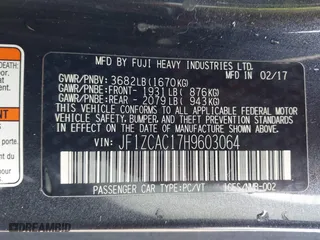 MFD BY FUJI HEAVY INDUSTRIES LTD.
GVWR/PNBV: 3682LB (1670KG) 02/17
GAWR/PNBE:FRONT- 1931LB ( 876KG)
GAWR/PNBE:REAR - 2079LB ( 943KG)
THIS VEHICLE CONFORMS TO ALL APPLICABLE
FEDERAL MOTOR VEHICLE SAFETY,
BUMPER, AND THEFT PREVENTION STANDARDS
IN EFFECT ON THE DATE OF MANUFACTURE
SHOWN ABOVE.
VIN: JF1ZCAC17H9603064
PASSENGER CAR TYPE:PC/VT
DREAMBID